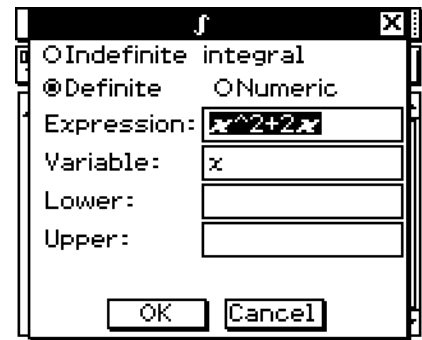 ∫
Indefinite integral
Definite Numeric
Expression: x^2+2x
Variable: x
Lower:
Upper:
OK Cancel